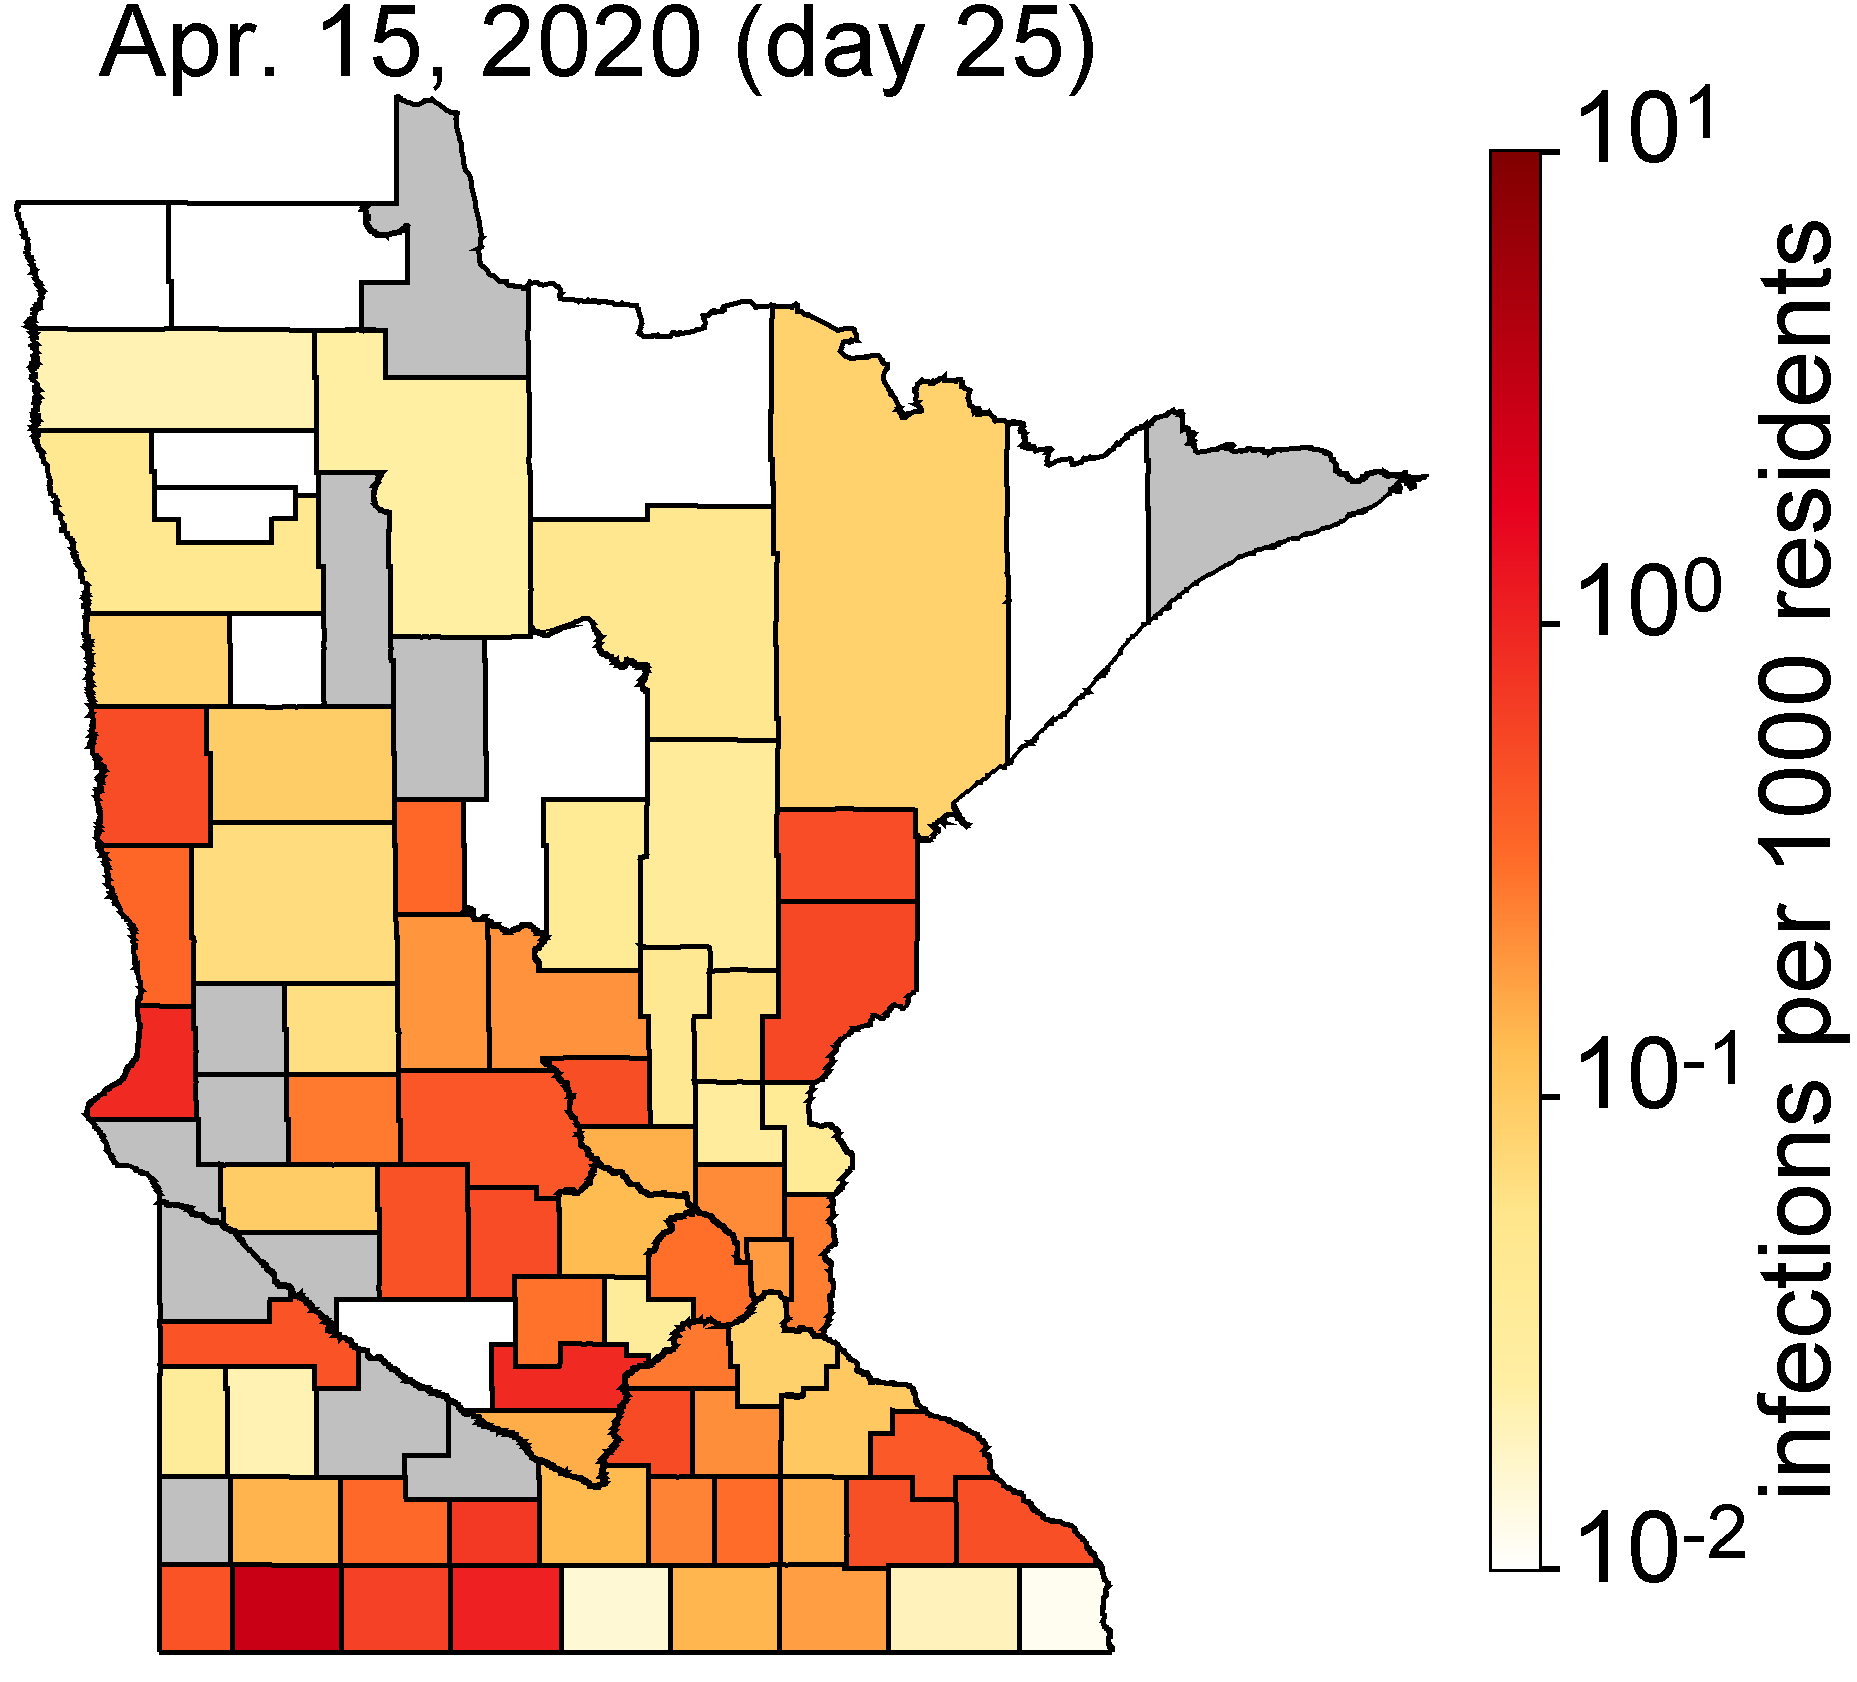 Apr. 15, 2020 (day 25)
10¹
10⁰
10⁻¹
10⁻²
infections per 1000 residents